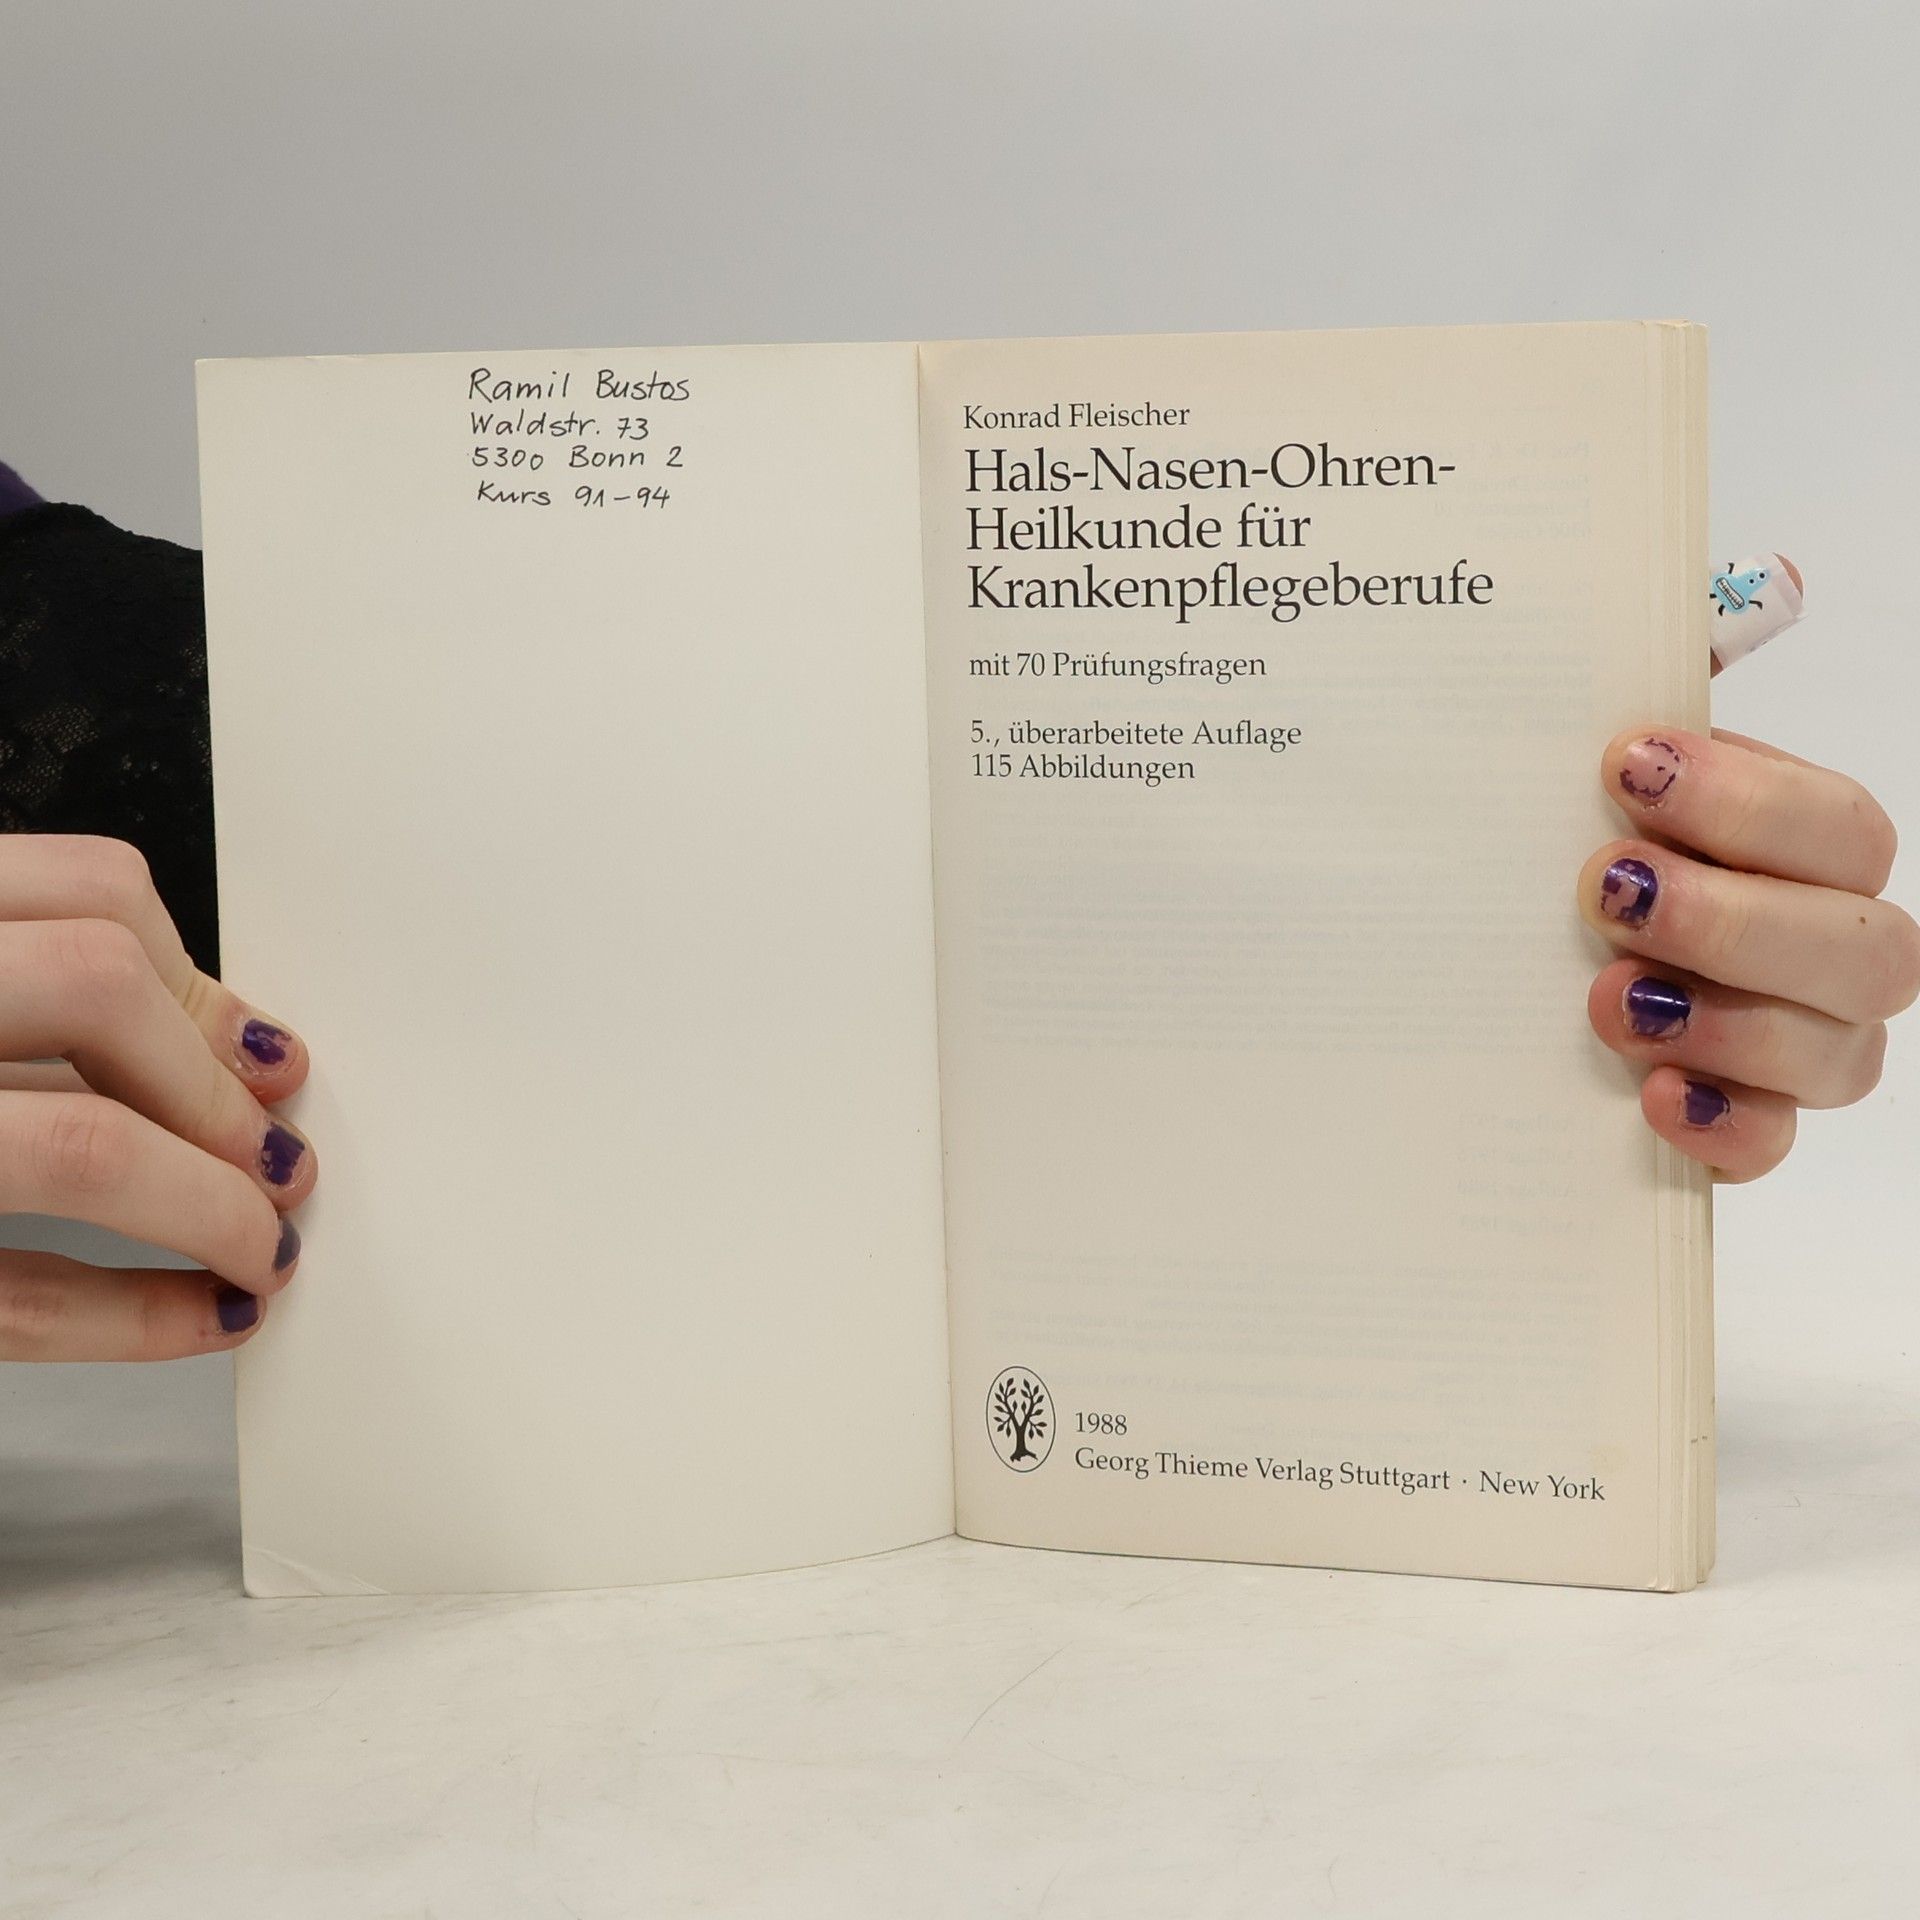 Ramil Bustos
Waldstr. 73
5300 Bonn 2
Kurs 91-94
Konrad Fleischer
Hals-Nasen-Ohren-
Heilkunde für
Krankenpflegeberufe
mit 70 Prüfungsfragen
5., überarbeitete Auflage
115 Abbildungen
1988
Georg Thieme Verlag Stuttgart · New York